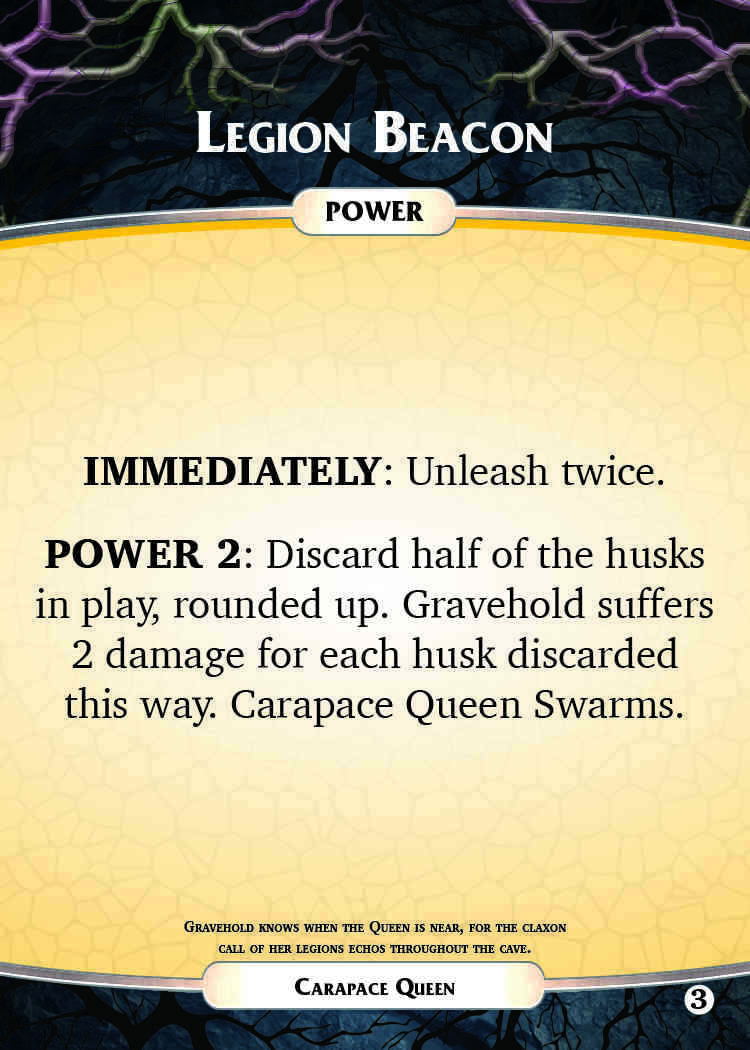 Legion Beacon
POWER
IMMEDIATELY: Unleash twice.
POWER 2: Discard half of the husks
in play, rounded up. Gravehold suffers
2 damage for each husk discarded
this way. Carapace Queen Swarms.
Gravehold knows when the Queen is near, for the claxon
call of her legions echos throughout the cave.
Carapace Queen
3